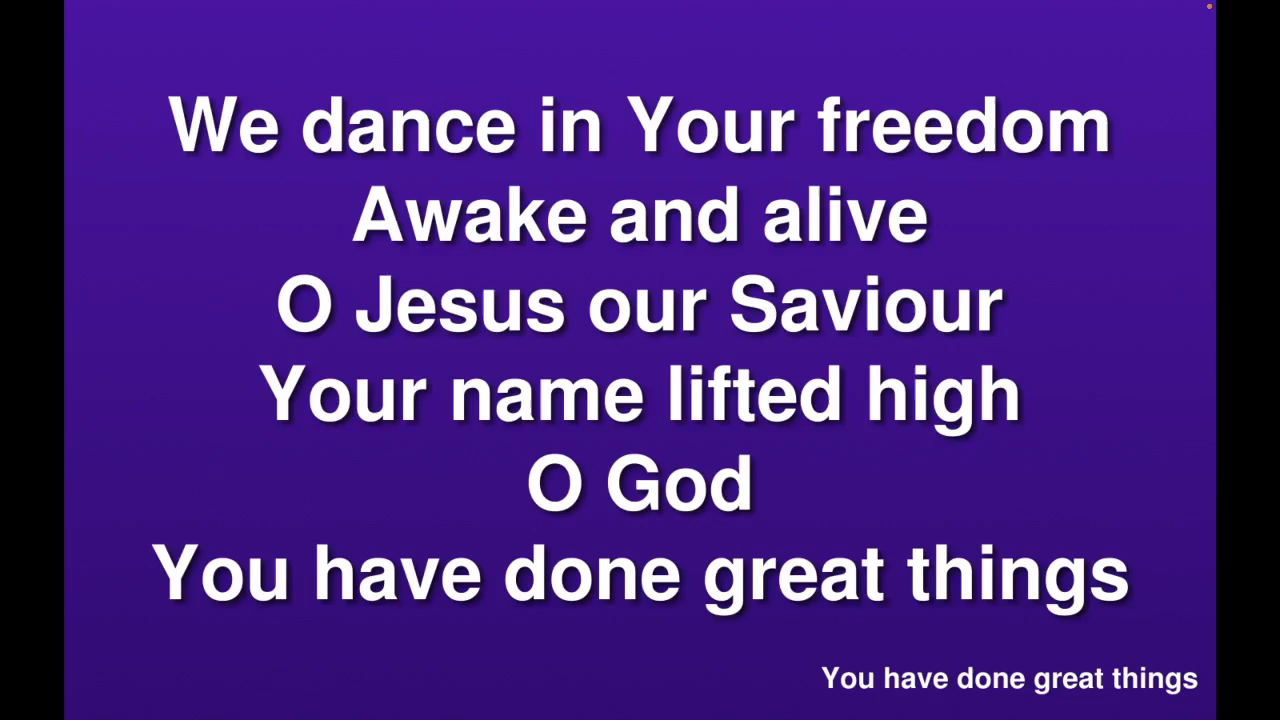 We dance in Your freedom
Awake and alive
O Jesus our Saviour
Your name lifted high
O God
You have done great things
You have done great things